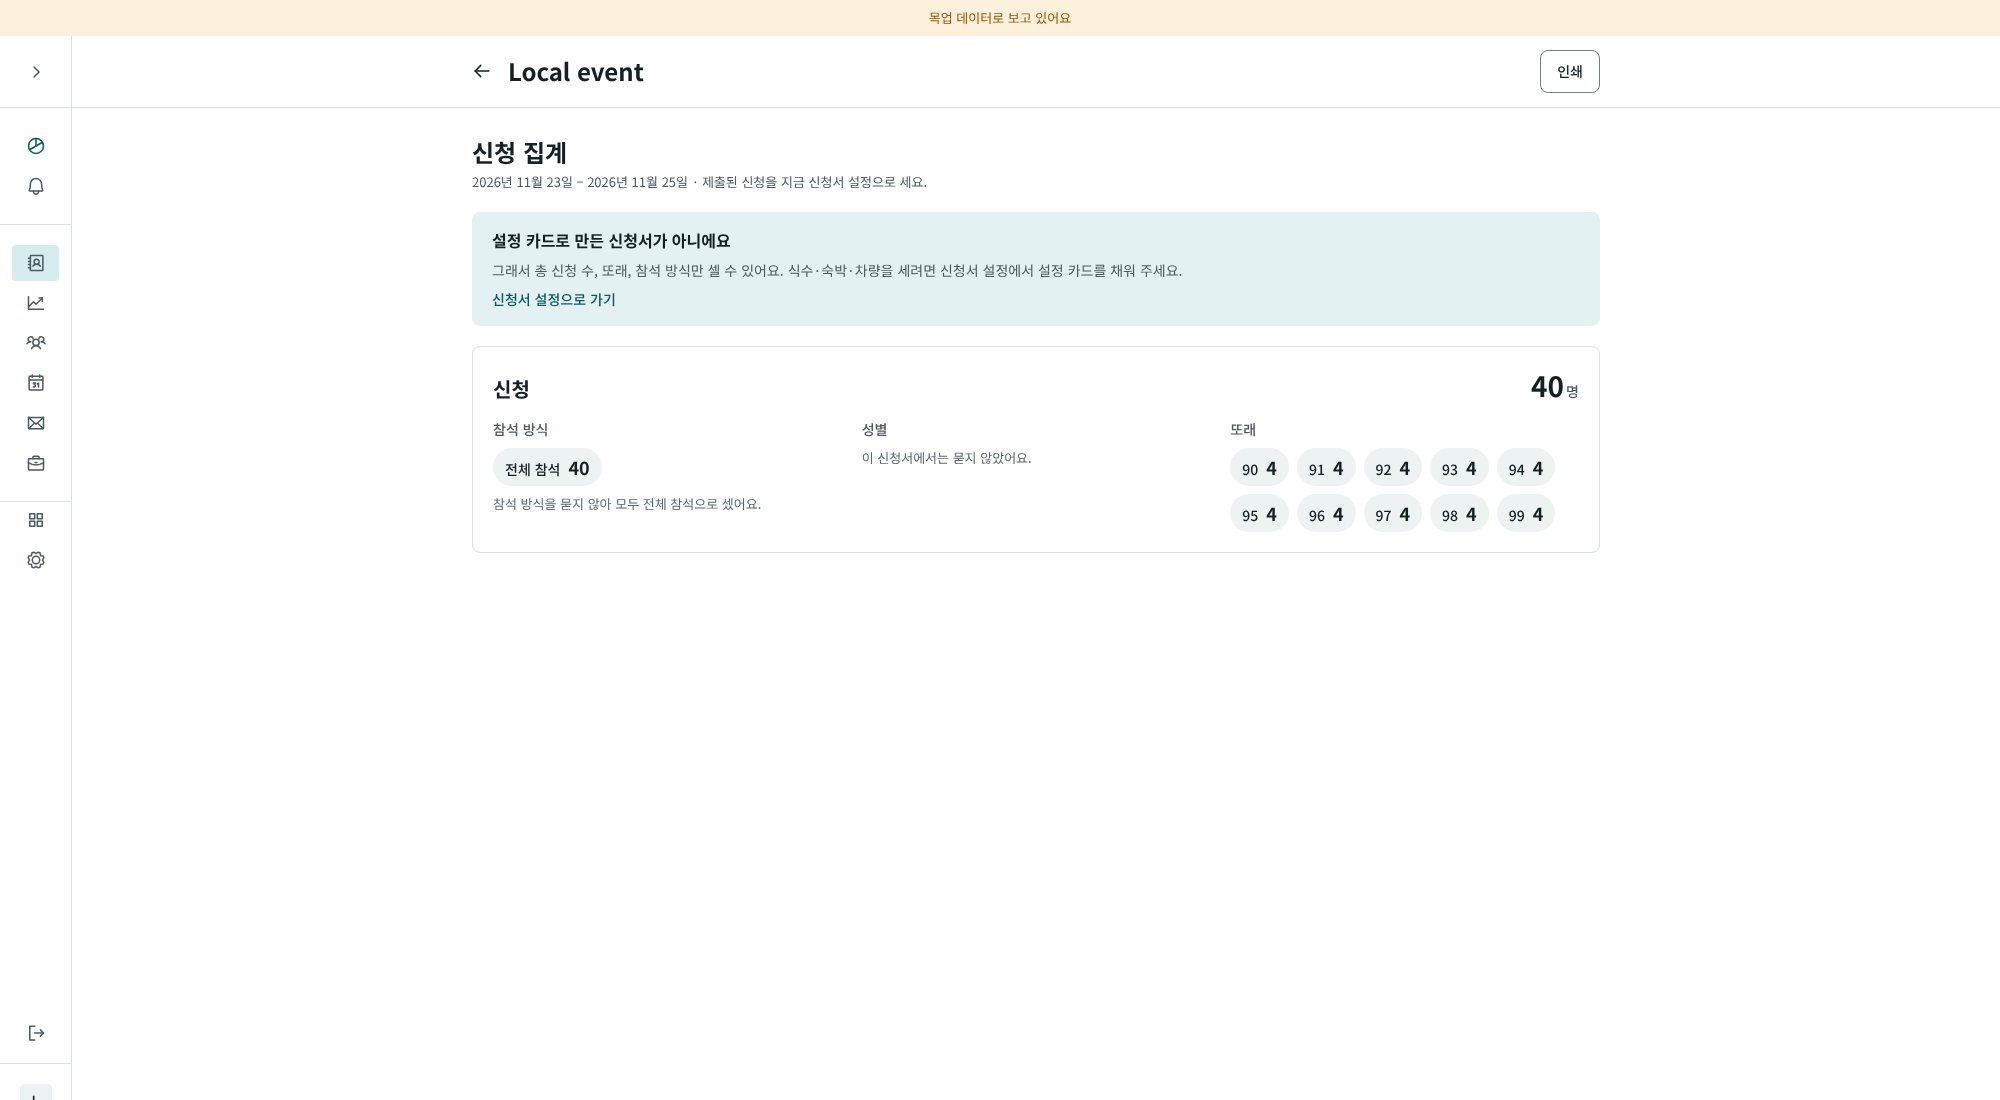 목업 데이터로 보고 있어요
Local event
인쇄
신청 집계
2026년 11월 23일 – 2026년 11월 25일 · 제출된 신청을 지금 신청서 설정으로 세요.
설정 카드로 만든 신청서가 아니에요
그래서 총 신청 수, 또래, 참석 방식만 셀 수 있어요. 식수·숙박·차량을 세려면 신청서 설정에서 설정 카드를 채워 주세요.
신청서 설정으로 가기
신청
40명
참석 방식
전체 참석 40
참석 방식을 묻지 않아 모두 전체 참석으로 셌어요.
성별
이 신청서에서는 묻지 않았어요.
또래
90 4 91 4 92 4 93 4 94 4
95 4 96 4 97 4 98 4 99 4
31